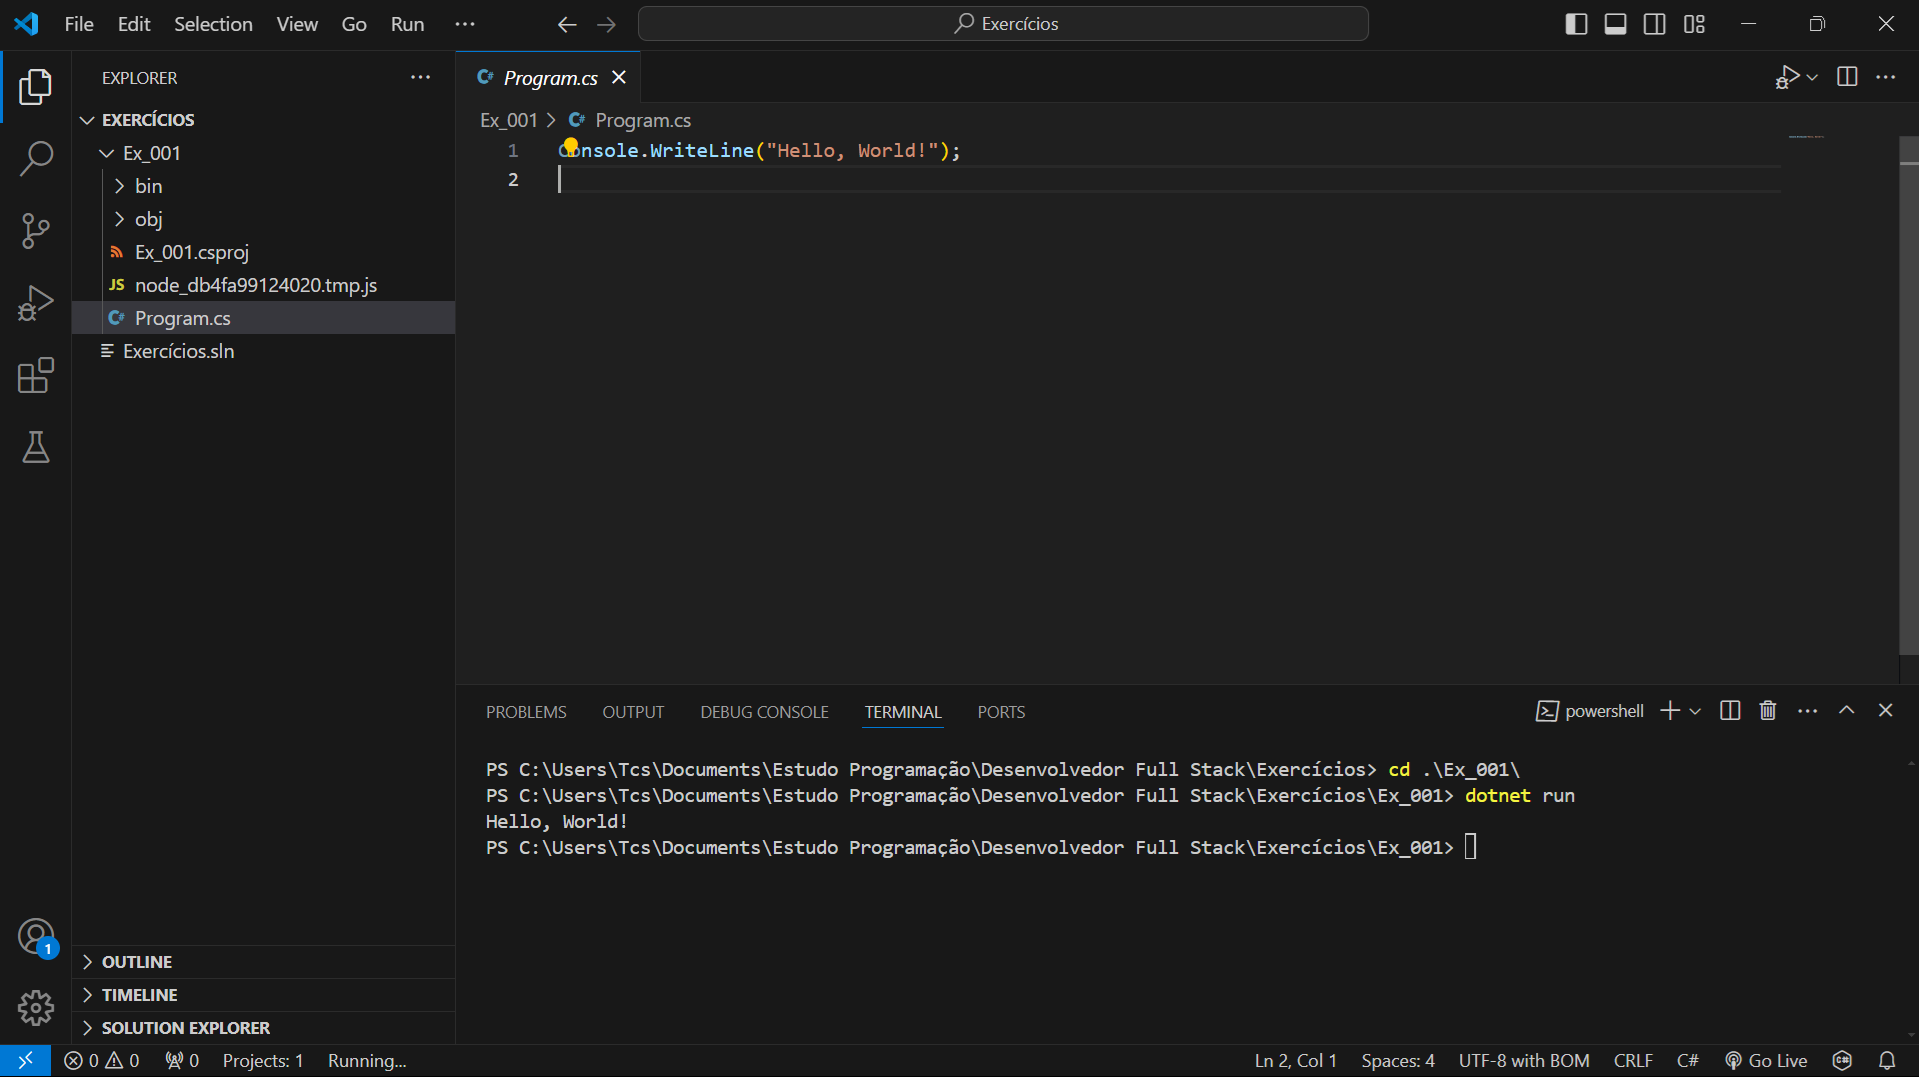 File Edit Selection View Go Run ··· Exercícios
EXPLORER ···
EXERCÍCIOS
Ex_001
bin
obj
Ex_001.csproj
JS node_db4fa99124020.tmp.js
C# Program.cs
Exercícios.sln
OUTLINE
TIMELINE
SOLUTION EXPLORER
C# Program.cs
Ex_001 > C# Program.cs
1 Console.WriteLine("Hello, World!");
2
PROBLEMS OUTPUT DEBUG CONSOLE TERMINAL PORTS powershell
PS C:\Users\Tcs\Documents\Estudo Programação\Desenvolvedor Full Stack\Exercícios> cd .\Ex_001\
PS C:\Users\Tcs\Documents\Estudo Programação\Desenvolvedor Full Stack\Exercícios\Ex_001> dotnet run
Hello, World!
PS C:\Users\Tcs\Documents\Estudo Programação\Desenvolvedor Full Stack\Exercícios\Ex_001>
1
0 0 0 Projects: 1 Running... Ln 2, Col 1 Spaces: 4 UTF-8 with BOM CRLF C# Go Live